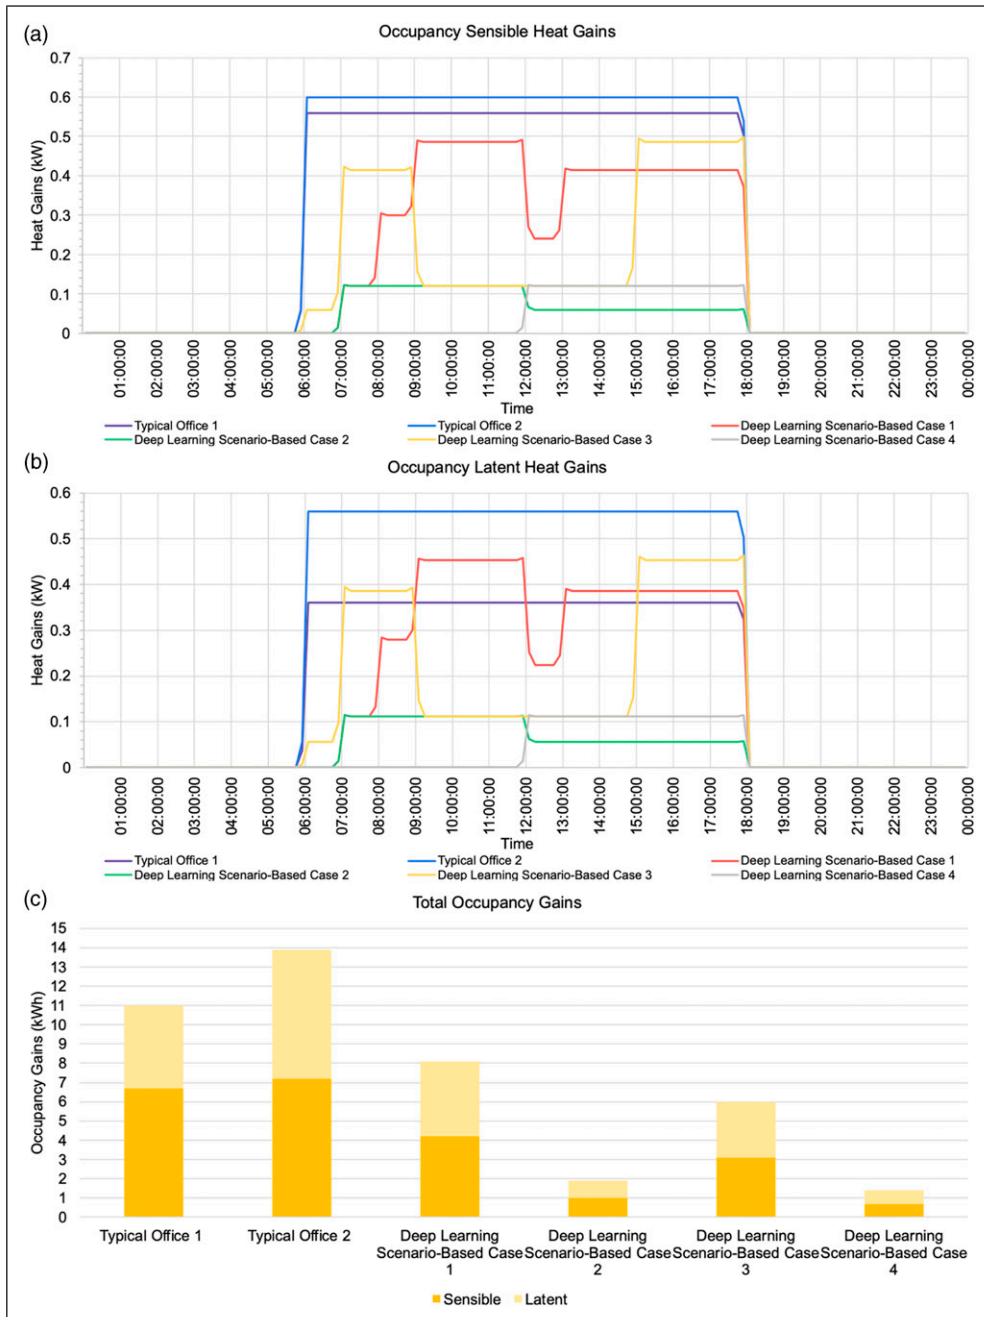 (a)
Occupancy Sensible Heat Gains
0.7
0.6
0.5
0.4
0.3
0.2
0.1
0
Heat Gains (kW)
01:00:00 02:00:00 03:00:00 04:00:00 05:00:00 06:00:00 07:00:00 08:00:00 09:00:00 10:00:00 11:00:00 12:00:00 13:00:00 14:00:00 15:00:00 16:00:00 17:00:00 18:00:00 19:00:00 20:00:00 21:00:00 22:00:00 23:00:00 00:00:00
Time
Typical Office 1 Typical Office 2 Deep Learning Scenario-Based Case 1
Deep Learning Scenario-Based Case 2 Deep Learning Scenario-Based Case 3 Deep Learning Scenario-Based Case 4
(b)
Occupancy Latent Heat Gains
0.6
0.5
0.4
0.3
0.2
0.1
0
Heat Gains (kW)
01:00:00 02:00:00 03:00:00 04:00:00 05:00:00 06:00:00 07:00:00 08:00:00 09:00:00 10:00:00 11:00:00 12:00:00 13:00:00 14:00:00 15:00:00 16:00:00 17:00:00 18:00:00 19:00:00 20:00:00 21:00:00 22:00:00 23:00:00 00:00:00
Time
Typical Office 1 Typical Office 2 Deep Learning Scenario-Based Case 1
Deep Learning Scenario-Based Case 2 Deep Learning Scenario-Based Case 3 Deep Learning Scenario-Based Case 4
(c)
Total Occupancy Gains
15
14
13
12
11
10
9
8
7
6
5
4
3
2
1
0
Occupancy Gains (kWh)
Typical Office 1 Typical Office 2 Deep Learning Deep Learning Deep Learning Deep Learning
Scenario-Based Case Scenario-Based Case Scenario-Based Case Scenario-Based Case
1 2 3 4
Sensible Latent